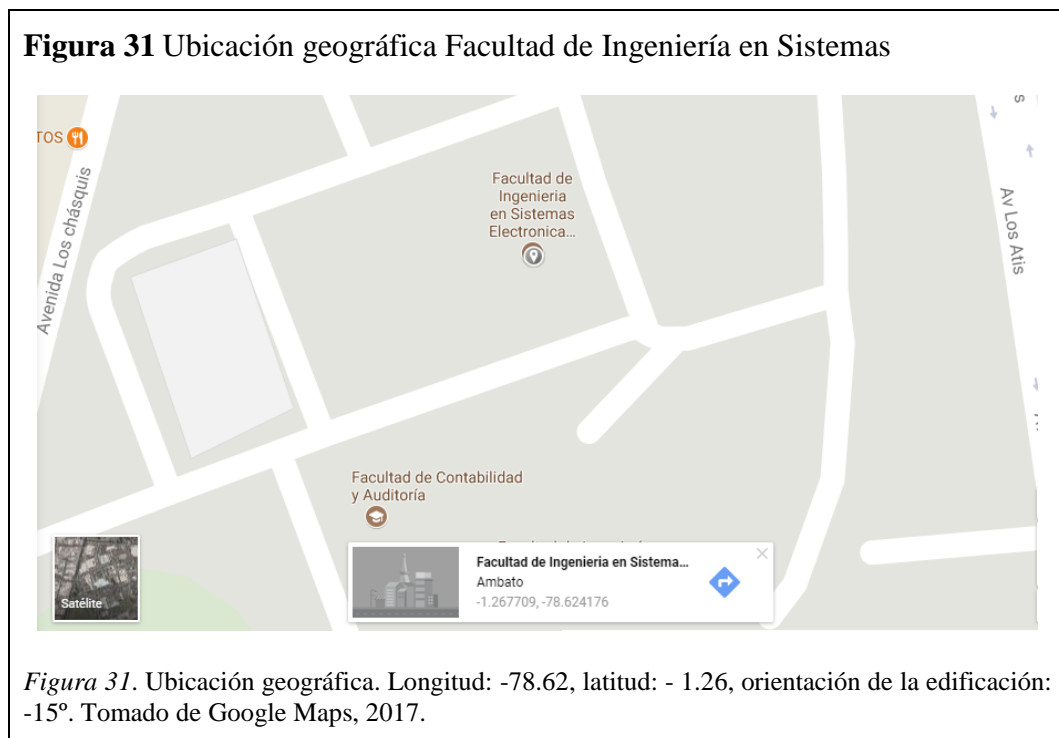 Figura 31 Ubicación geográfica Facultad de Ingeniería en Sistemas
TOS
Avenida Los chásquis
Facultad de
Ingenieria
en Sistemas
Electronica...
s
Av Los Atis
Facultad de Contabilidad
y Auditoría
Satélite
Facultad de Ingenieria en Sistema...
Ambato
-1.267709, -78.624176
Figura 31. Ubicación geográfica. Longitud: -78.62, latitud: - 1.26, orientación de la edificación:
-15º. Tomado de Google Maps, 2017.